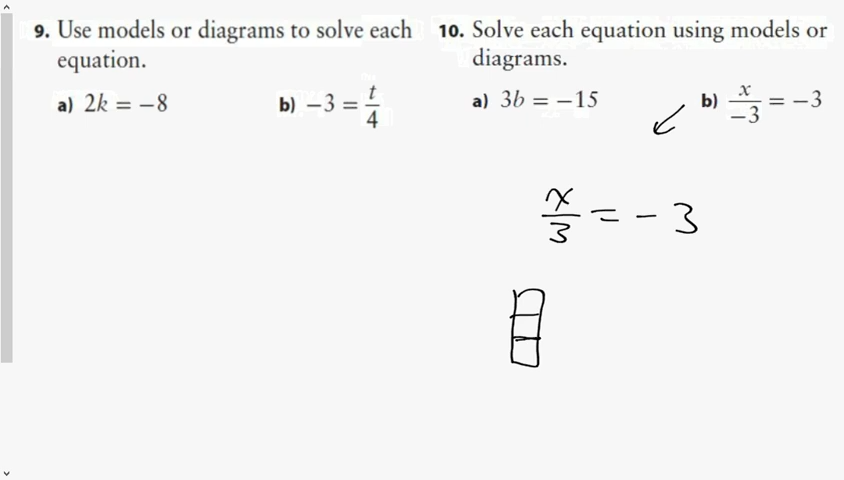 9. Use models or diagrams to solve each equation.
a) 2k = −8
b) −3 = t/4
10. Solve each equation using models or diagrams.
a) 3b = −15
b) x/−3 = −3
x/3 = − 3